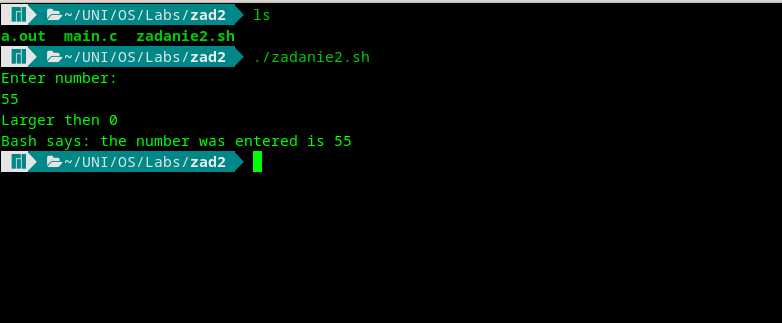 ~/UNI/OS/Labs/zad2 ls
a.out main.c zadanie2.sh
~/UNI/OS/Labs/zad2 ./zadanie2.sh
Enter number:
55
Larger then 0
Bash says: the number was entered is 55
~/UNI/OS/Labs/zad2